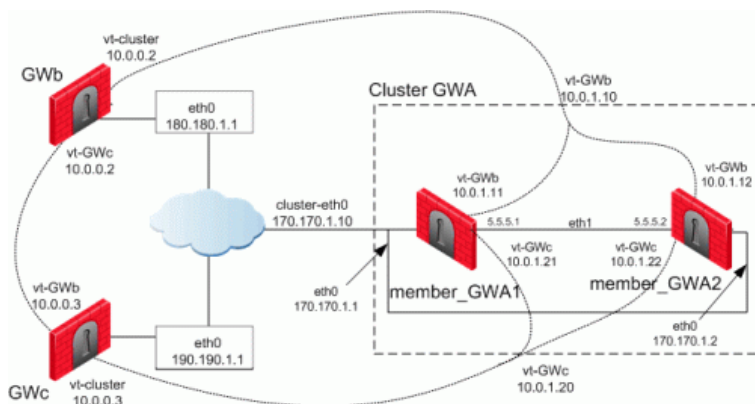 vt-cluster
10.0.0.2
GWb
eth0
180.180.1.1
vt-GWc
10.0.0.2
vt-GWb
10.0.1.10
Cluster GWA
vt-GWb
10.0.1.11
vt-GWb
10.0.1.12
cluster-eth0
170.170.1.10
5.5.5.1
eth1
5.5.5.2
vt-GWc
10.0.1.21
vt-GWc
10.0.1.22
eth0
170.170.1.1
member_GWA1
member_GWA2
eth0
170.170.1.2
vt-GWb
10.0.0.3
eth0
190.190.1.1
GWc
vt-cluster
10.0.0.3
vt-GWc
10.0.1.20